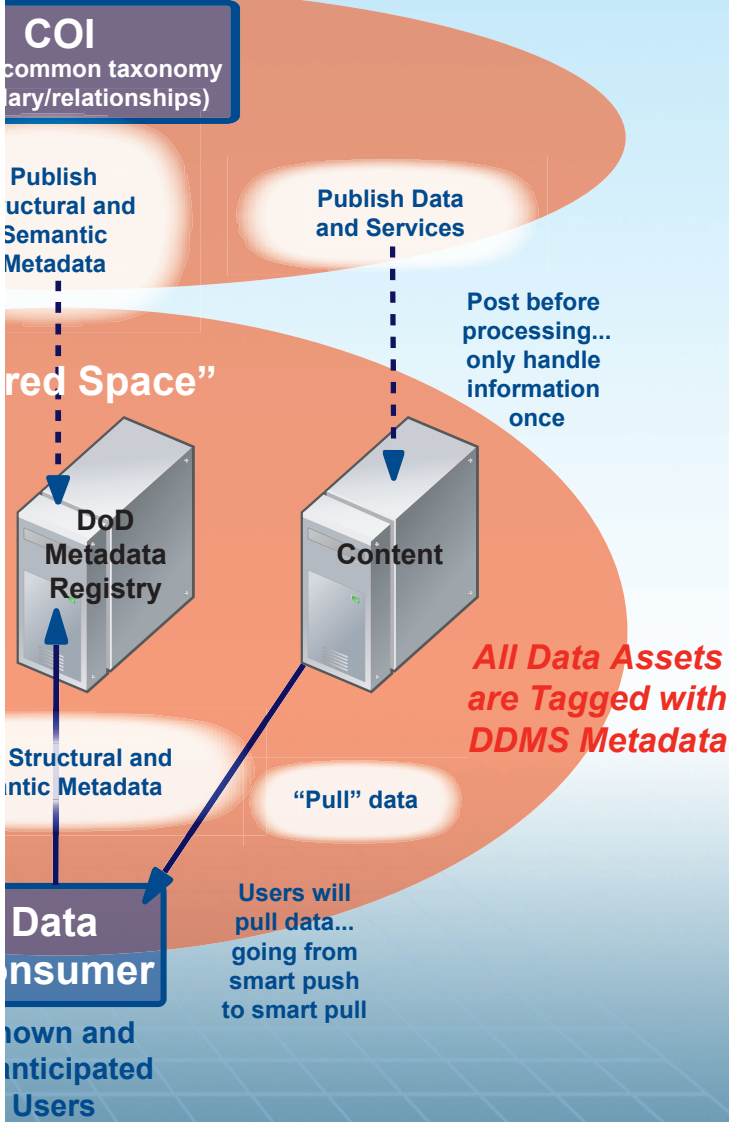 COI
common taxonomy
lary/relationships)
Publish
uctural and
Semantic
Metadata
Publish Data
and Services
Post before
processing...
only handle
information
once
red Space”
DoD
Metadata
Registry
Content
All Data Assets
are Tagged with
DDMS Metadata
Structural and
antic Metadata
“Pull” data
Data
onsumer
Users will
pull data...
going from
smart push
to smart pull
nown and
anticipated
Users